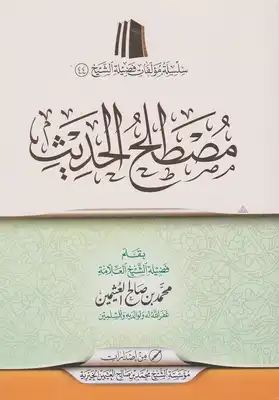 سلسلة مؤلفات فضيلة الشيخ (٤٤)
مصطلح الحديث
بقلم
فضيلة الشيخ العلامة
محمد بن صالح العثيمين
غفر الله له ولوالديه وللمسلمين
من إصدارات
مؤسسة الشيخ محمد بن صالح العثيمين الخيرية